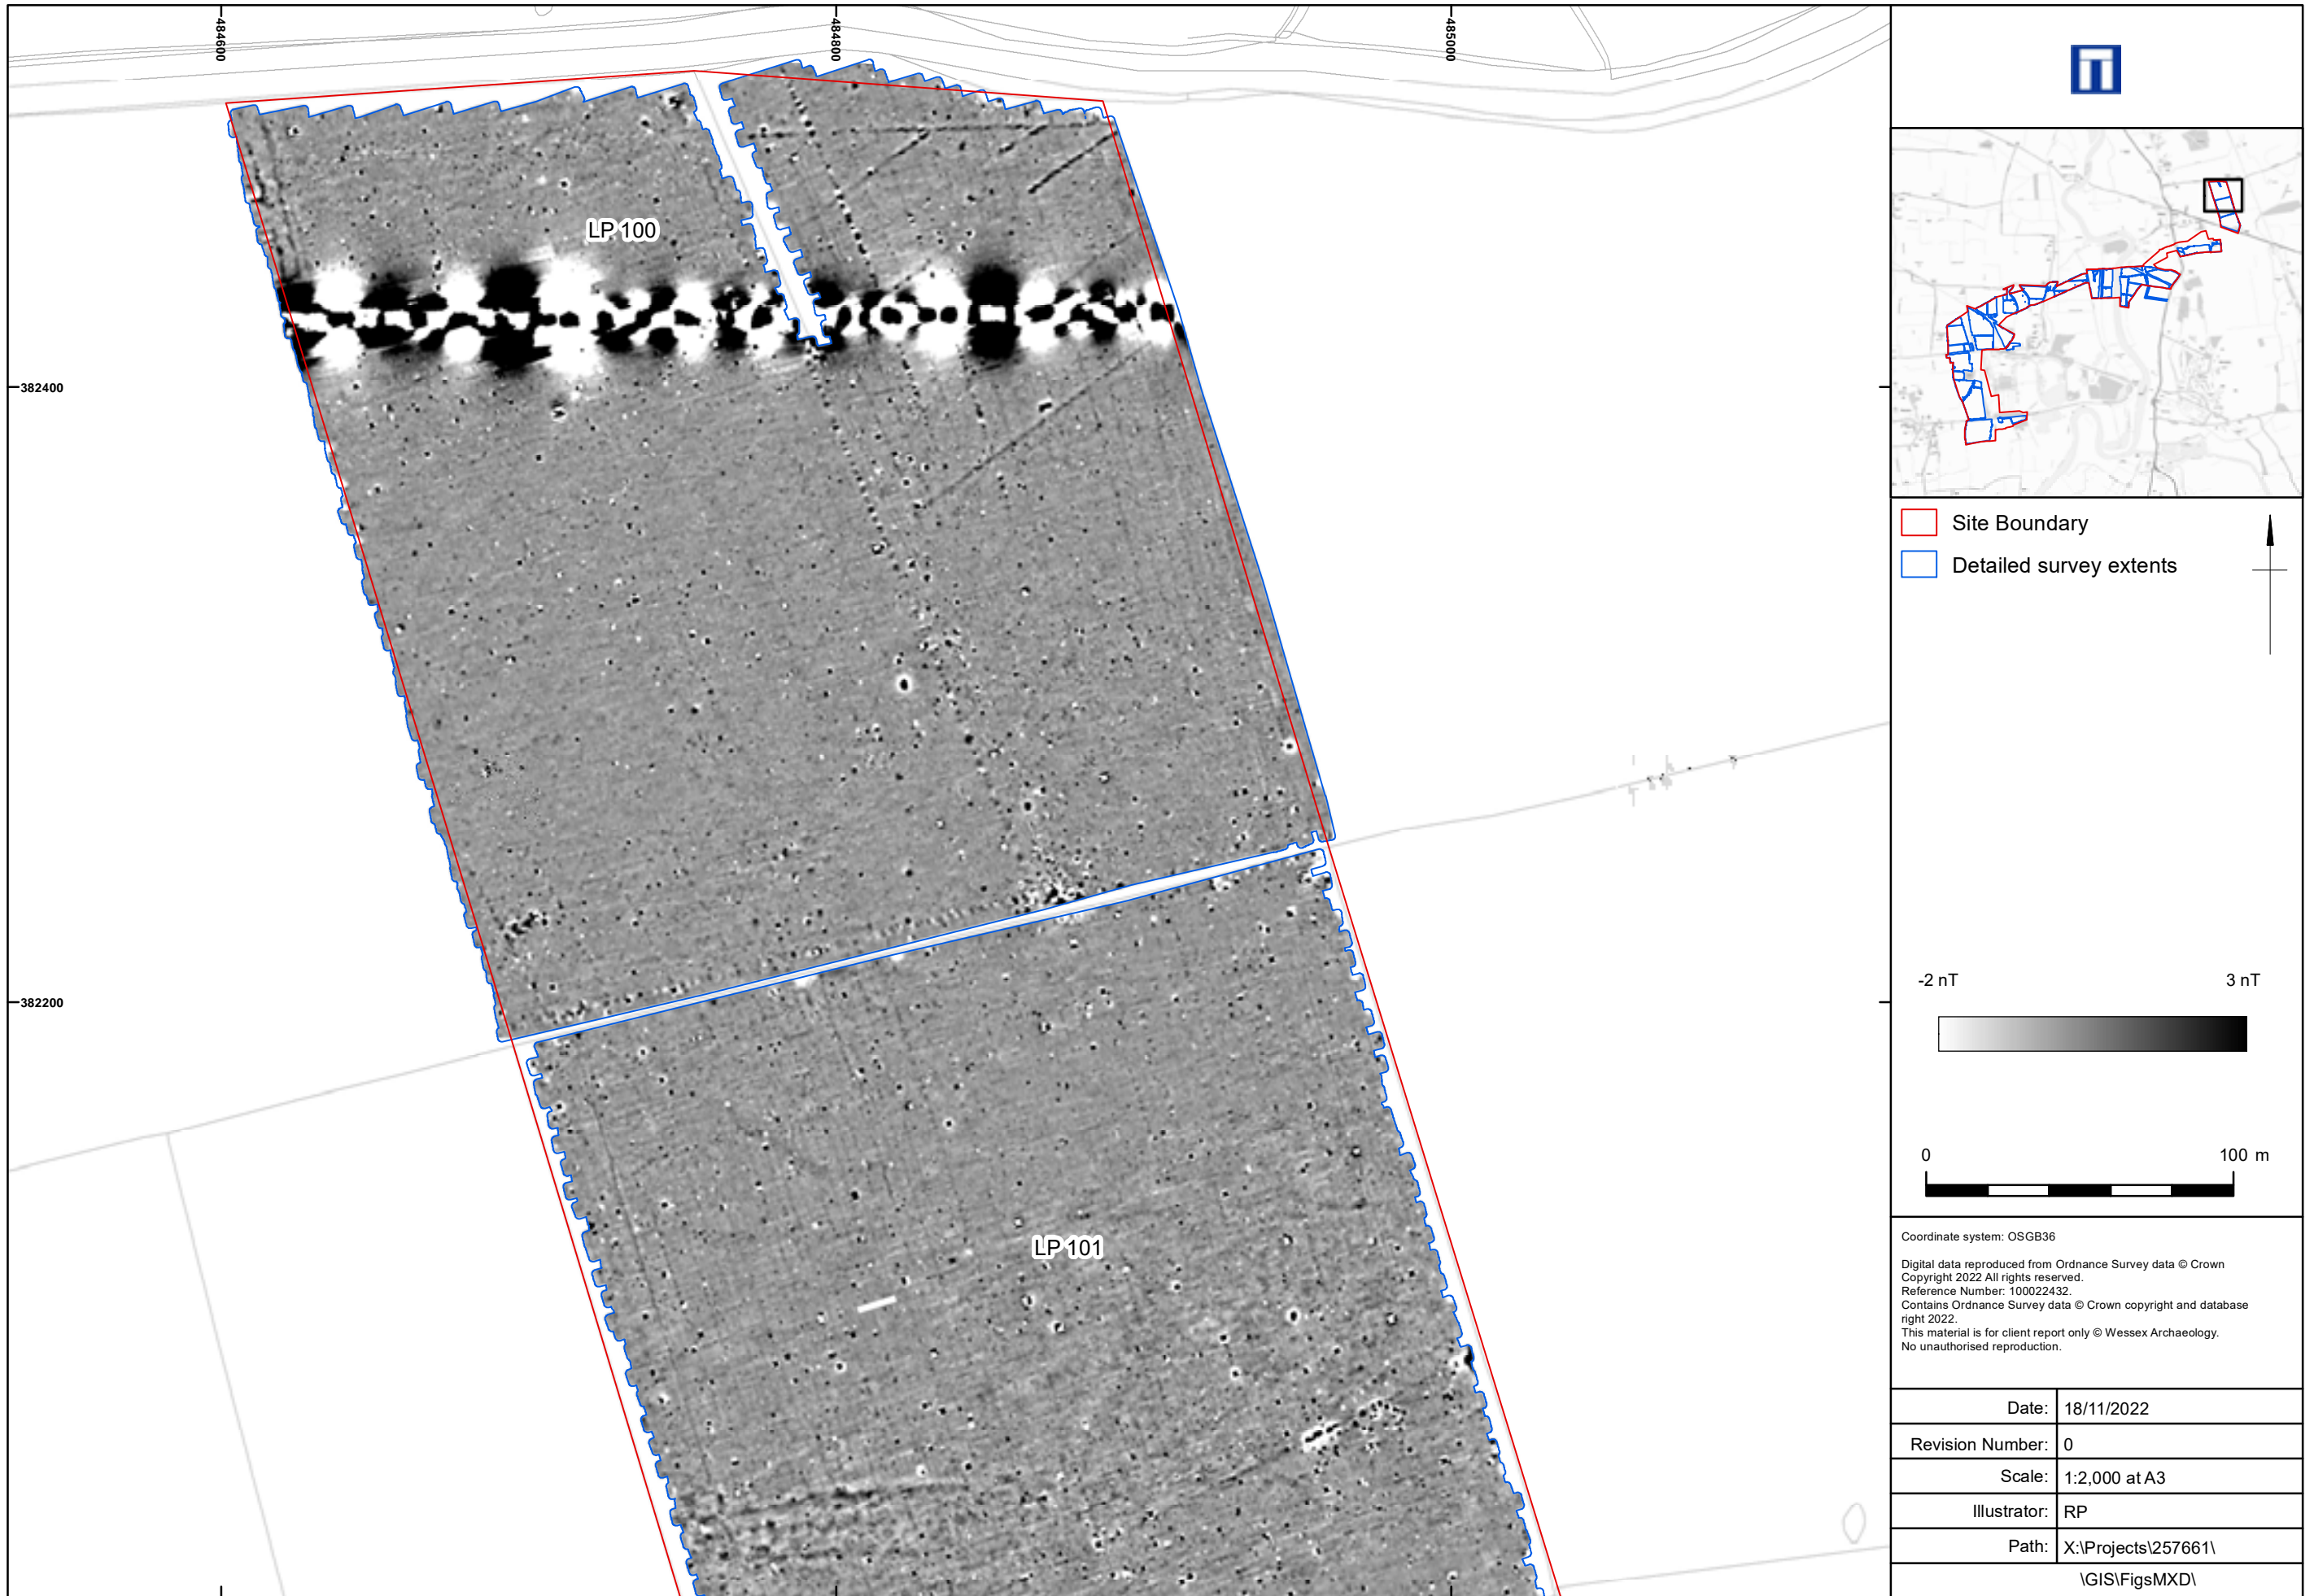 484600
484800
485000
LP 100
382400
382200
LP 101
Site Boundary
Detailed survey extents
-2 nT
3 nT
0
100 m
Coordinate system: OSGB36
Digital data reproduced from Ordnance Survey data © Crown
Copyright 2022 All rights reserved.
Reference Number: 100022432.
Contains Ordnance Survey data © Crown copyright and database
right 2022.
This material is for client report only © Wessex Archaeology.
No unauthorised reproduction.
Date: 18/11/2022
Revision Number: 0
Scale: 1:2,000 at A3
Illustrator: RP
Path: X:\Projects\257661\
\GIS\FigsMXD\